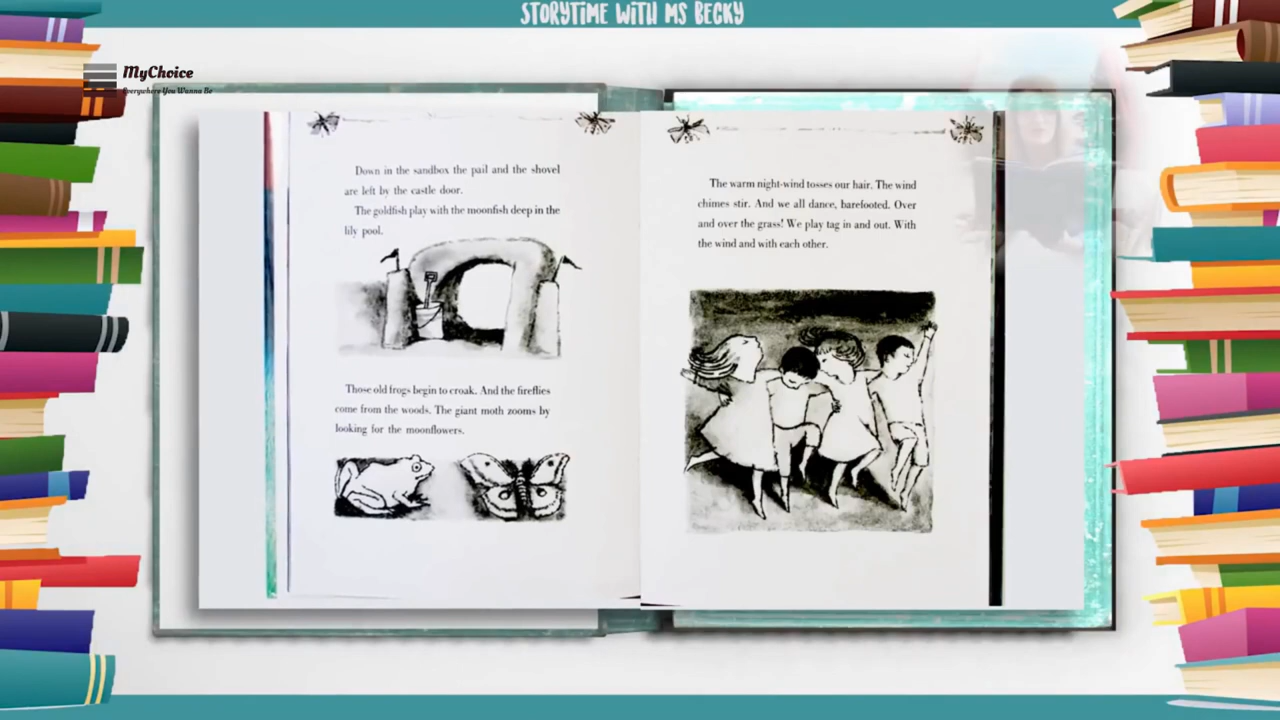 STORYTIME WITH MS BECKY
MyChoice
Everywhere You Wanna Be
Down in the sandbox the pail and the shovel
are left by the castle door.
The goldfish play with the moonfish deep in the
lily pool.
Those old frogs begin to croak. And the fireflies
come from the woods. The giant moth zooms by
looking for the moonflowers.
The warm night-wind tosses our hair. The wind
chimes stir. And we all dance, barefooted. Over
and over the grass! We play tag in and out. With
the wind and with each other.